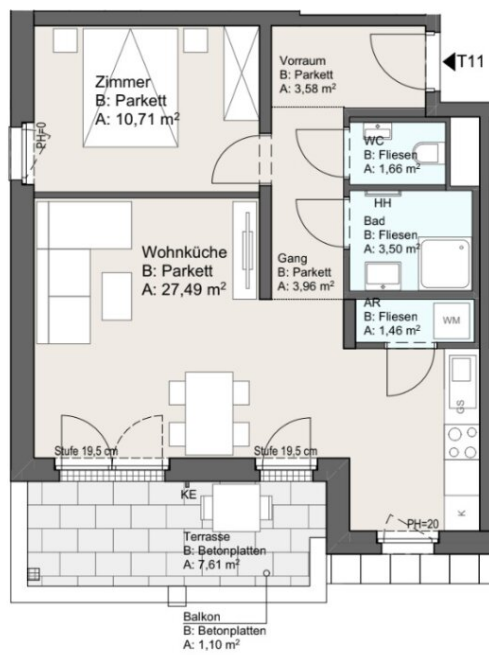 Vorraum
B: Parkett
A: 3,58 m²
T11
Zimmer
B: Parkett
A: 10,71 m²
PH=0
WC
B: Fliesen
A: 1,66 m²
HH
Bad
B: Fliesen
A: 3,50 m²
Wohnküche
B: Parkett
A: 27,49 m²
Gang
B: Parkett
A: 3,96 m²
AR
B: Fliesen
A: 1,46 m²
WM
GS
Stufe 19,5 cm
Stufe 19,5 cm
KE
K
PH=20
Terrasse
B: Betonplatten
A: 7,61 m²
Balkon
B: Betonplatten
A: 1,10 m²